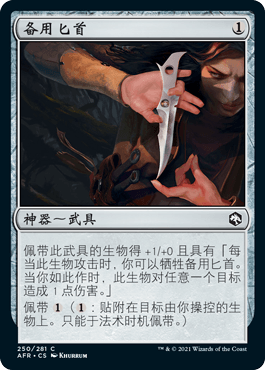 备用匕首 1
神器～武具
佩带此武具的生物得 +1/+0 且具有「每
当此生物攻击时，你可以牺牲备用匕首。
当你如此作时，此生物对任意一个目标
造成 1 点伤害。」
佩带 1（1：贴附在目标由你操控的生
物上。只能于法术时机佩带。）
250/281 C
AFR • CS KHURRUM
™ & © 2021 Wizards of the Coast